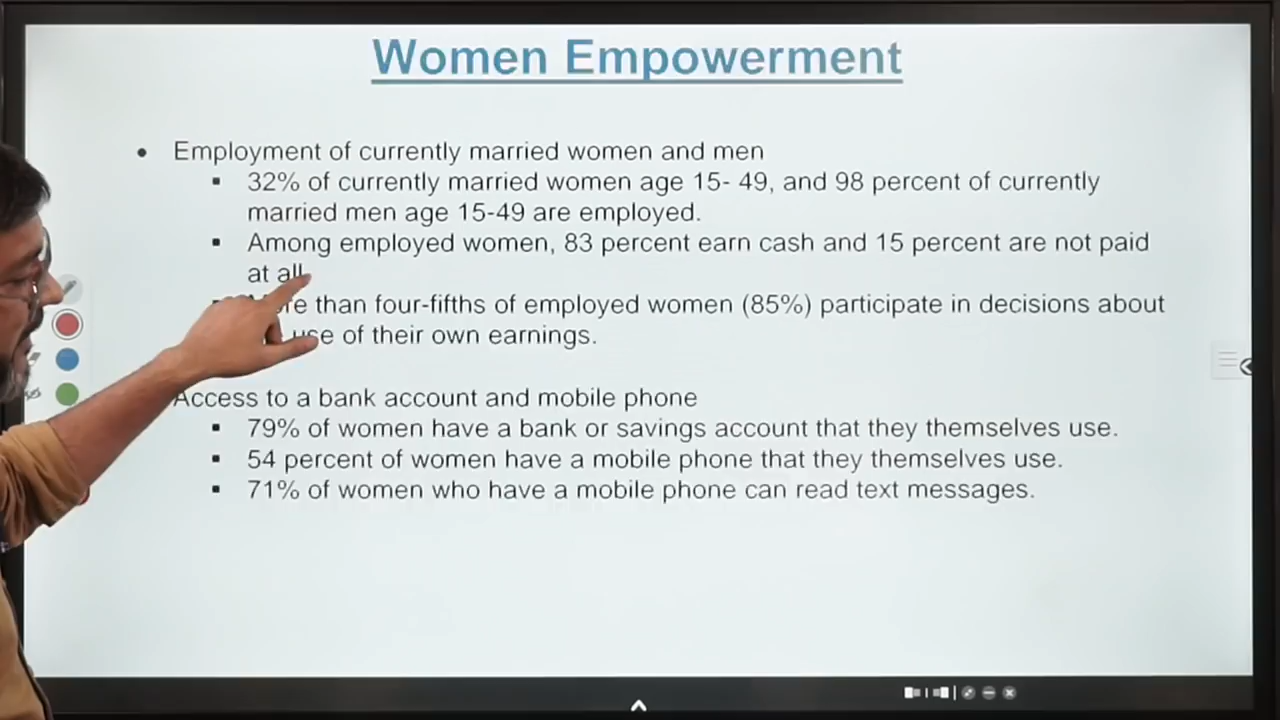 Women Empowerment
• Employment of currently married women and men
▪ 32% of currently married women age 15- 49, and 98 percent of currently
married men age 15-49 are employed.
▪ Among employed women, 83 percent earn cash and 15 percent are not paid
at all.
than four-fifths of employed women (85%) participate in decisions about
use of their own earnings.
Access to a bank account and mobile phone
▪ 79% of women have a bank or savings account that they themselves use.
▪ 54 percent of women have a mobile phone that they themselves use.
▪ 71% of women who have a mobile phone can read text messages.